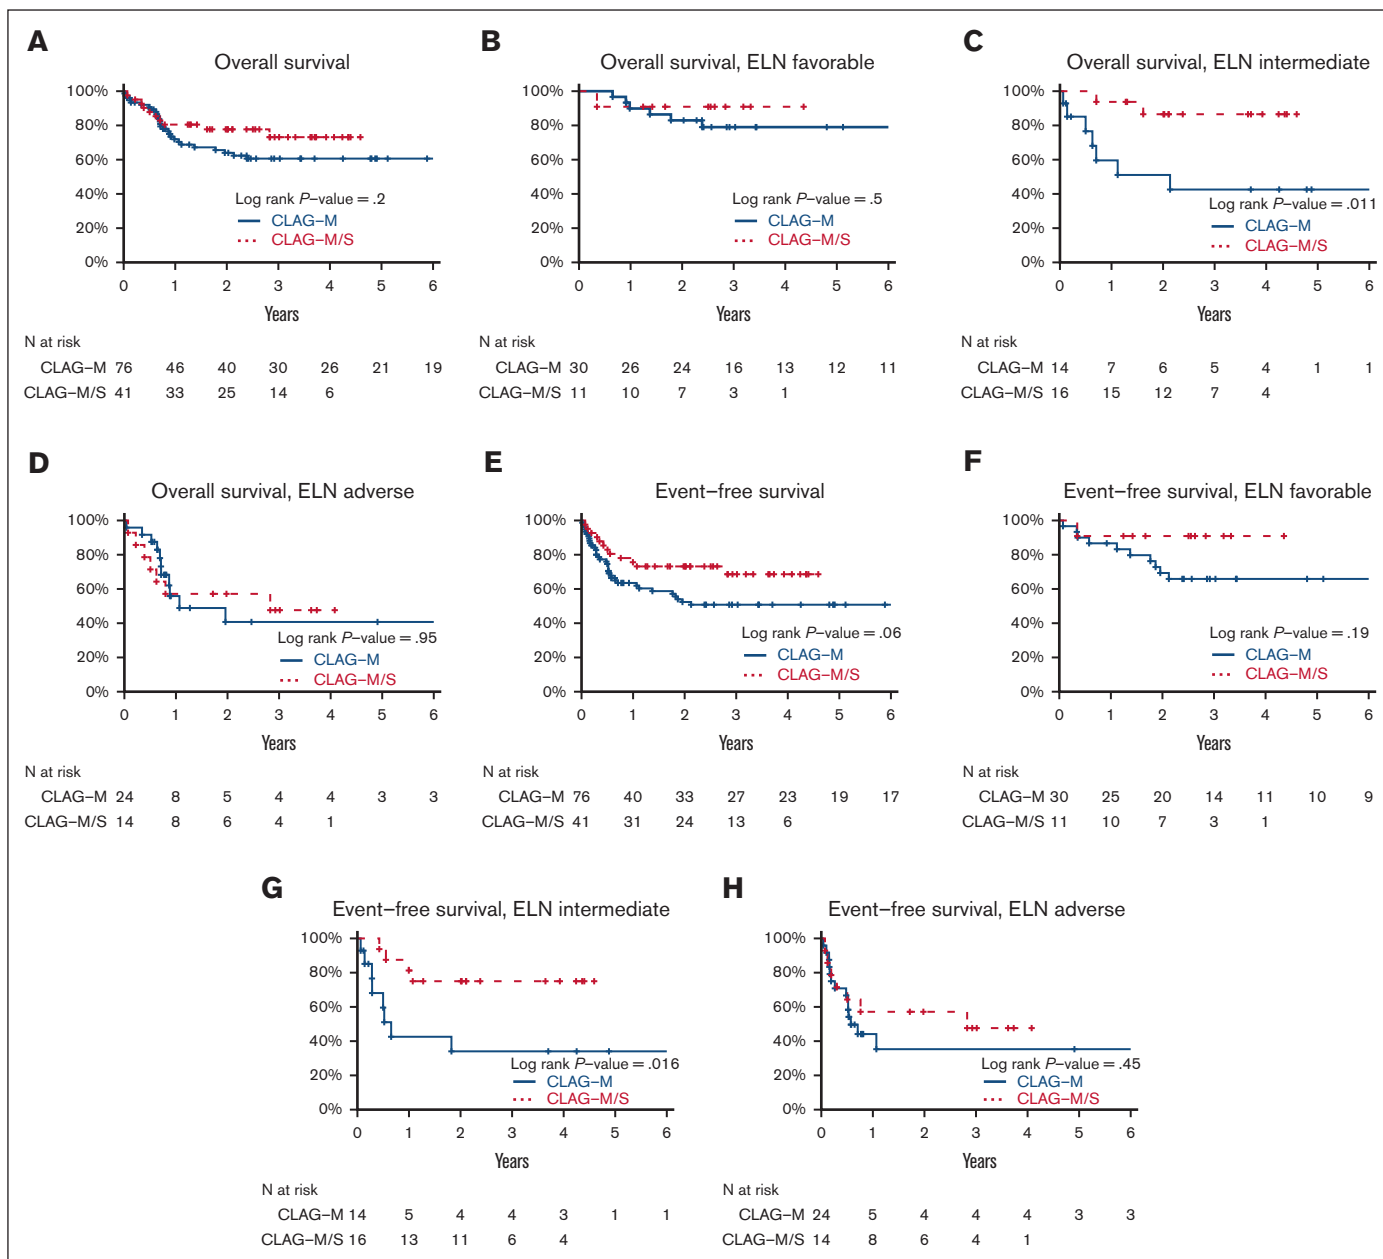 A
Overall survival
100%
80%
60%
40%
20%
0%
Log rank P–value = .2
CLAG–M
CLAG–M/S
0 1 2 3 4 5 6
Years
N at risk
CLAG–M 76 46 40 30 26 21 19
CLAG–M/S 41 33 25 14 6
B
Overall survival, ELN favorable
100%
80%
60%
40%
20%
0%
Log rank P–value = .5
CLAG–M
CLAG–M/S
0 1 2 3 4 5 6
Years
N at risk
CLAG–M 30 26 24 16 13 12 11
CLAG–M/S 11 10 7 3 1
C
Overall survival, ELN intermediate
100%
80%
60%
40%
20%
0%
Log rank P–value = .011
CLAG–M
CLAG–M/S
0 1 2 3 4 5 6
Years
N at risk
CLAG–M 14 7 6 5 4 1 1
CLAG–M/S 16 15 12 7 4
D
Overall survival, ELN adverse
100%
80%
60%
40%
20%
0%
Log rank P–value = .95
CLAG–M
CLAG–M/S
0 1 2 3 4 5 6
Years
N at risk
CLAG–M 24 8 5 4 4 3 3
CLAG–M/S 14 8 6 4 1
E
Event–free survival
100%
80%
60%
40%
20%
0%
Log rank P–value = .06
CLAG–M
CLAG–M/S
0 1 2 3 4 5 6
Years
N at risk
CLAG–M 76 40 33 27 23 19 17
CLAG–M/S 41 31 24 13 6
F
Event–free survival, ELN favorable
100%
80%
60%
40%
20%
0%
Log rank P–value = .19
CLAG–M
CLAG–M/S
0 1 2 3 4 5 6
Years
N at risk
CLAG–M 30 25 20 14 11 10 9
CLAG–M/S 11 10 7 3 1
G
Event–free survival, ELN intermediate
100%
80%
60%
40%
20%
0%
Log rank P–value = .016
CLAG–M
CLAG–M/S
0 1 2 3 4 5 6
Years
N at risk
CLAG–M 14 5 4 4 3 1 1
CLAG–M/S 16 13 11 6 4
H
Event–free survival, ELN adverse
100%
80%
60%
40%
20%
0%
Log rank P–value = .45
CLAG–M
CLAG–M/S
0 1 2 3 4 5 6
Years
N at risk
CLAG–M 24 5 4 4 4 3 3
CLAG–M/S 14 8 6 4 1